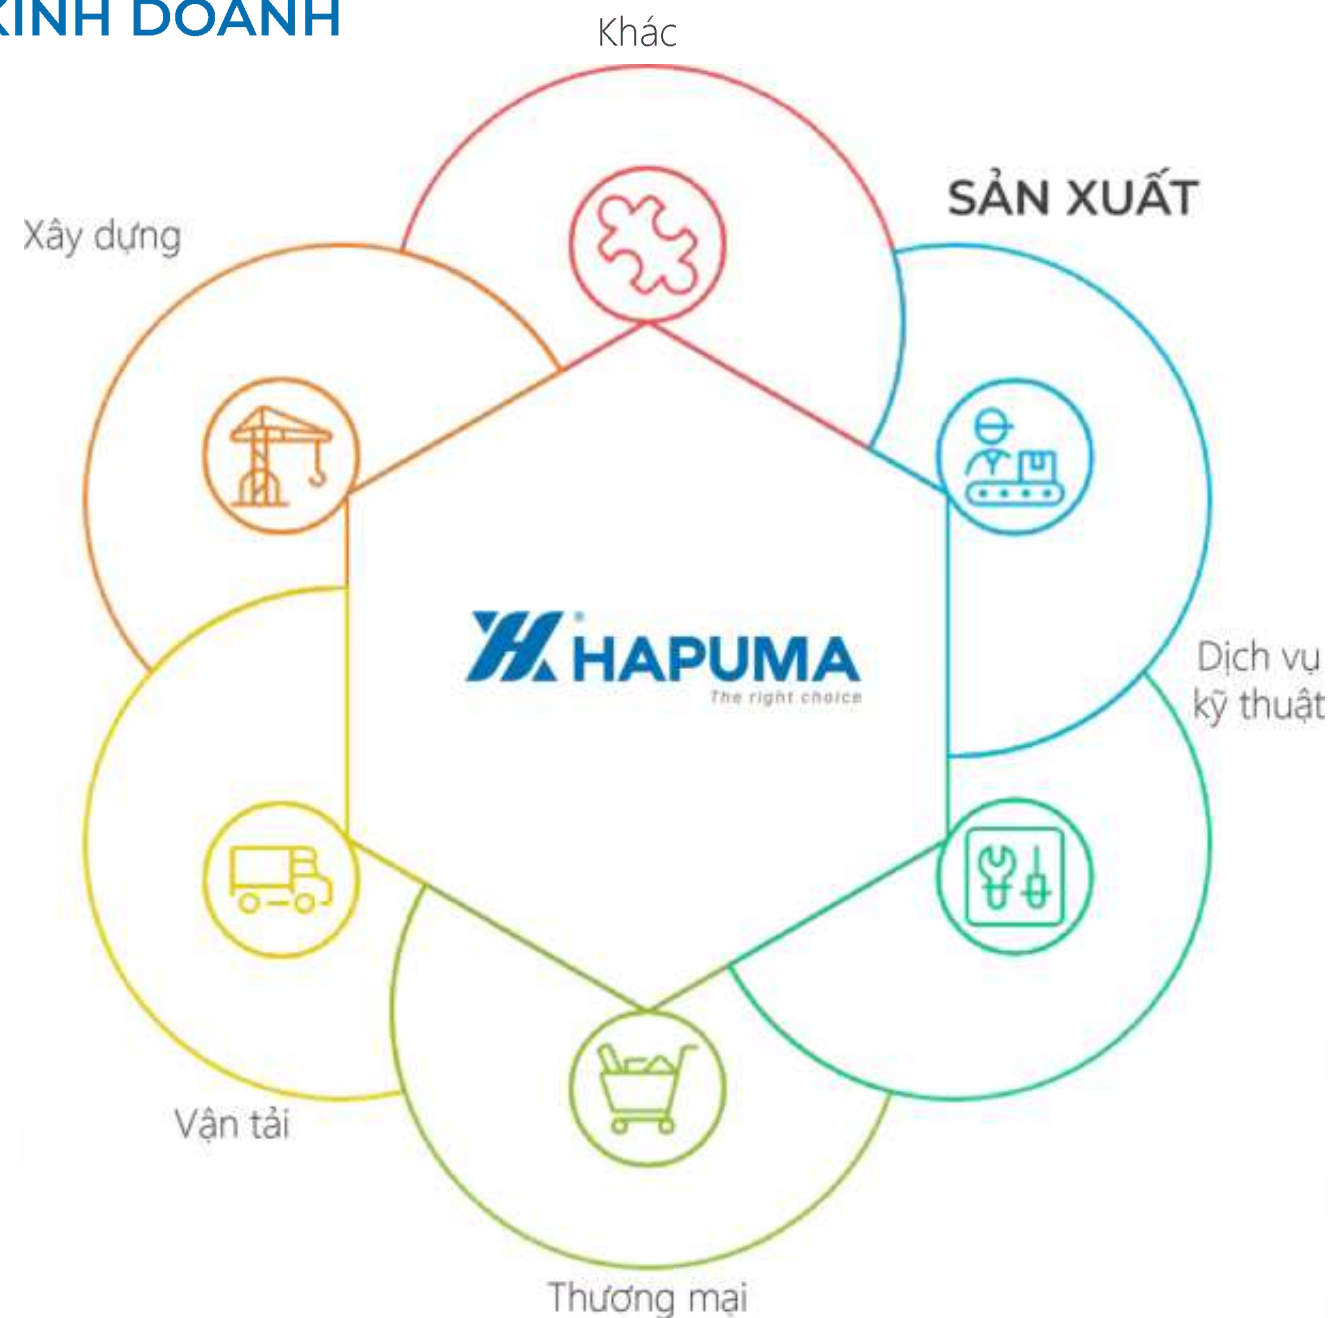 KINH DOANH
Khác
SẢN XUẤT
Xây dựng
HAPUMA
The right choice
Dịch vụ
kỹ thuật
Vận tải
Thương mại